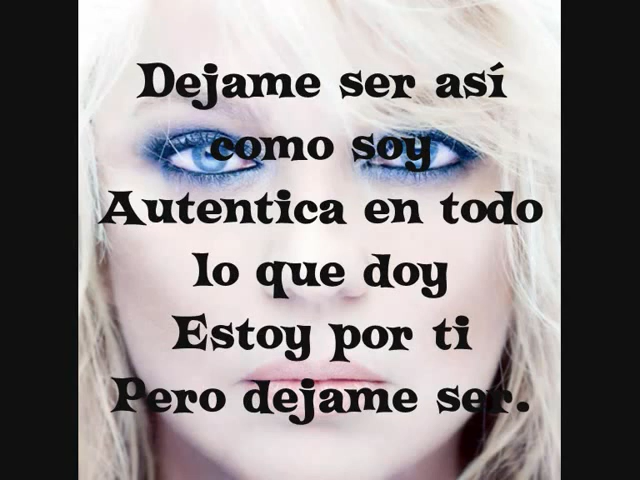 Dejame ser así
como soy
Autentica en todo
lo que doy
Estoy por ti
Pero dejame ser.